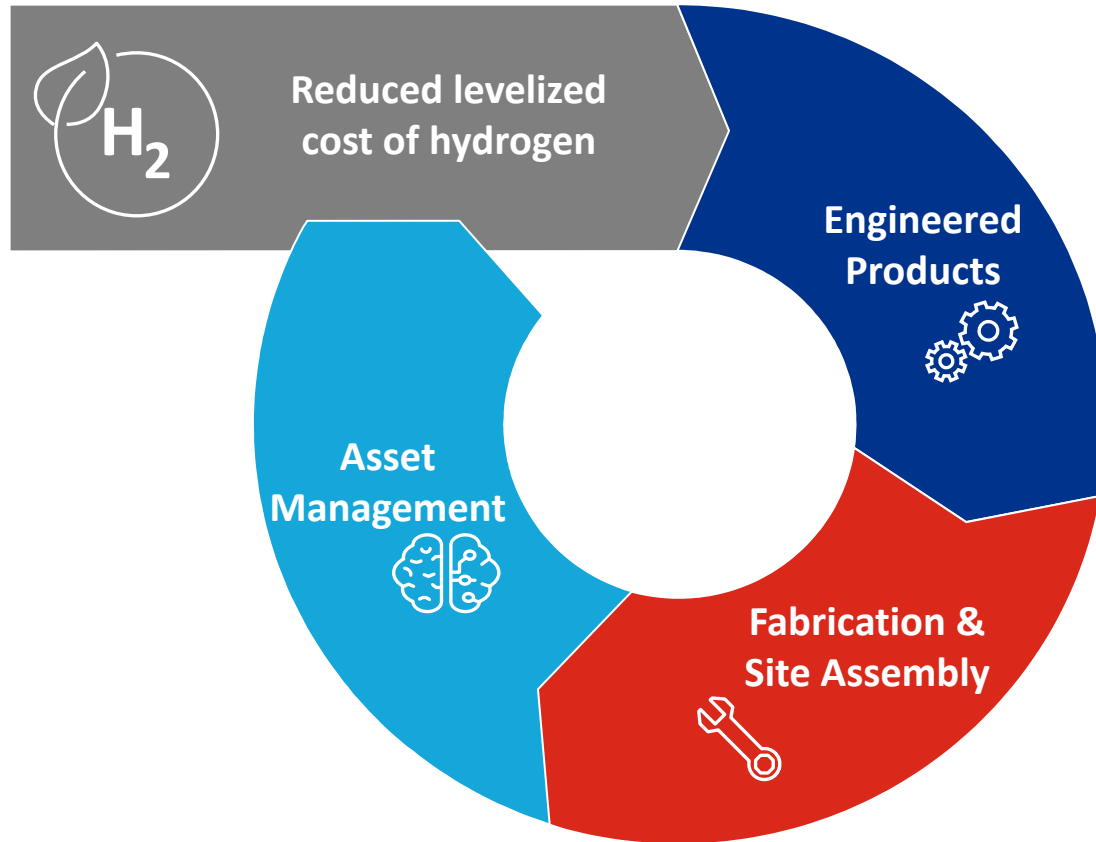 H₂
Reduced levelized
cost of hydrogen
Engineered
Products
Fabrication &
Site Assembly
Asset
Management